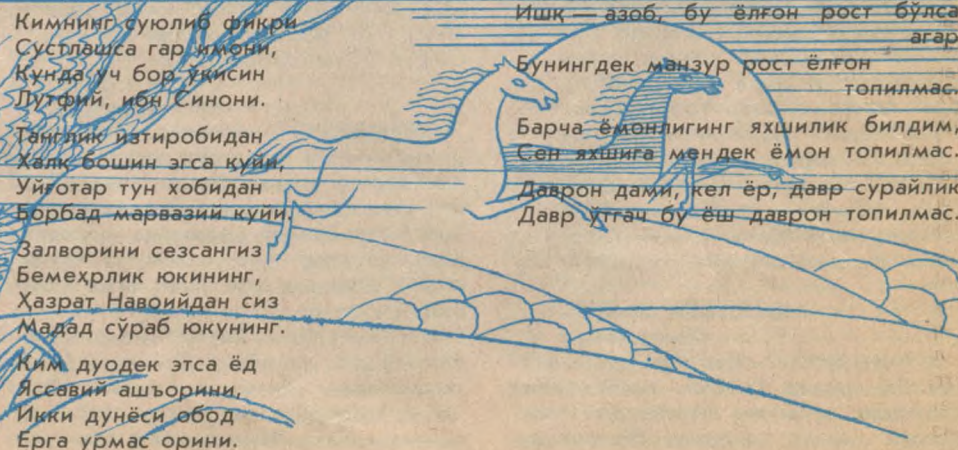 Кимнинг суюлиб фикри
Сустлашса гар имони,
Кунда уч бор ўқисин
Лутфий, ибн Синони.
Танглик изтиробидан
Халқ бошин эгса қуйи,
Уйғотар тун хобидан
Борбад марвазий куйи.
Залворини сезсангиз
Бемеҳрлик юкининг,
Ҳазрат Навоийдан сиз
Мадад сўраб юкунинг.
Ким дуодек этса ёд
Яссавий ашъорини,
Икки дунёси обод
Ерга урмас орини.
Ишқ — азоб, бу ёлғон рост бўлса
агар
Бунингдек манзур рост ёлғон
топилмас.
Барча ёмонлигинг яхшилик билдим,
Сен яхшига мендек ёмон топилмас.
Даврон дами, кел ёр, давр сурайлик
Давр ўтгач бу ёш даврон топилмас.